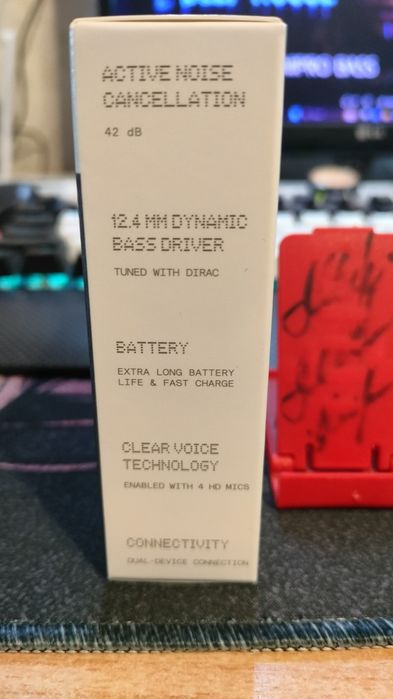 ACTIVE NOISE
CANCELLATION
42 dB
12.4 MM DYNAMIC
BASS DRIVER
TUNED WITH DIRAC
BATTERY
EXTRA LONG BATTERY
LIFE & FAST CHARGE
CLEAR VOICE
TECHNOLOGY
ENABLED WITH 4 HD MICS
CONNECTIVITY
DUAL-DEVICE CONNECTION
BASS